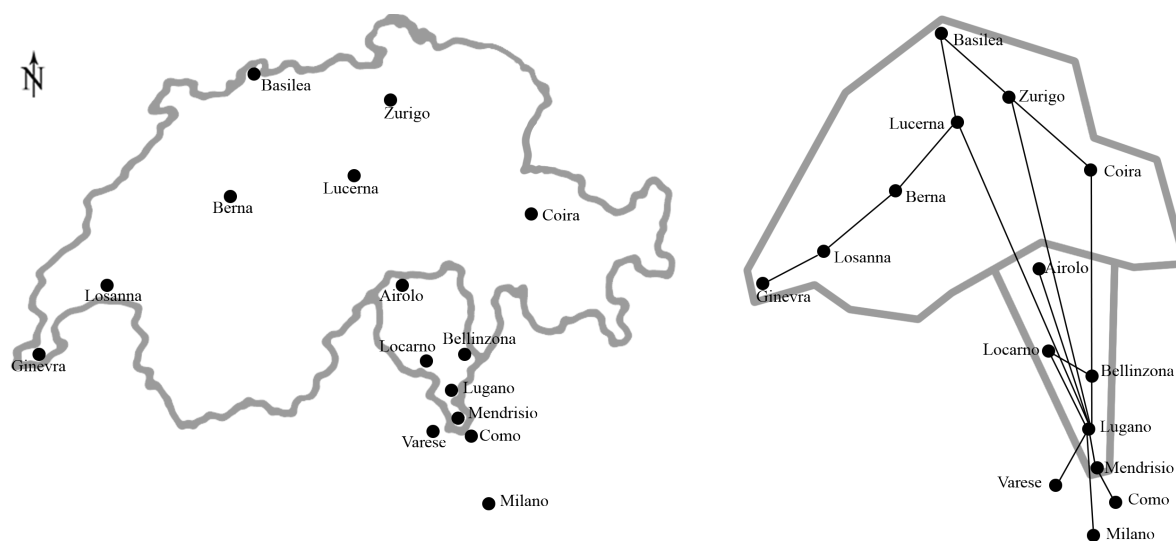 N
Basilea
Zurigo
Lucerna
Berna
Coira
Losanna
Airolo
Bellinzona
Locarno
Ginevra
Lugano
Mendrisio
Varese
Como
Milano
Basilea
Zurigo
Lucerna
Coira
Berna
Losanna
Airolo
Ginevra
Locarno
Bellinzona
Lugano
Mendrisio
Varese
Como
Milano